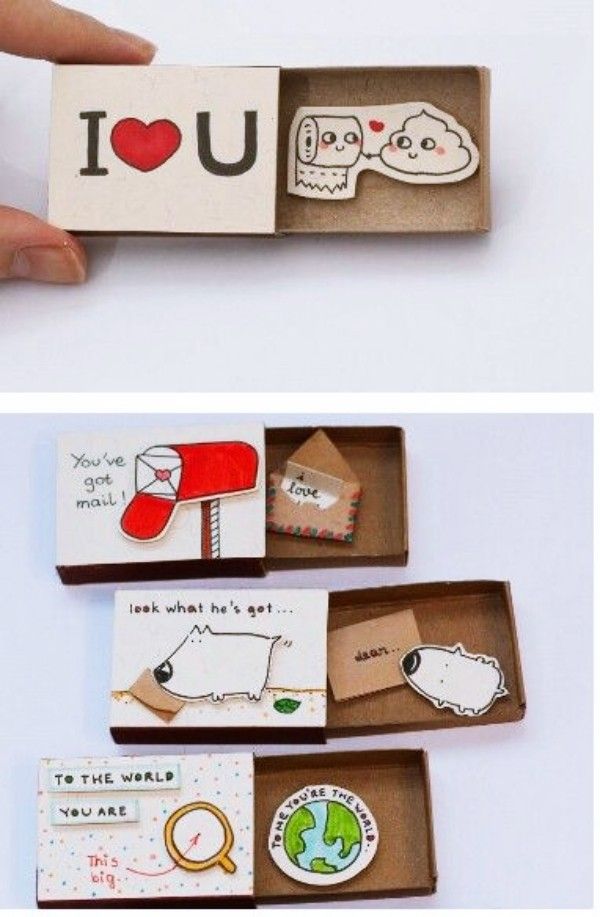 I ❤ U
You've
got
mail!
i
love
look what he's got...
dear..
TO THE WORLD
YOU ARE
This
big.
TO ME YOU'RE THE WORLD.